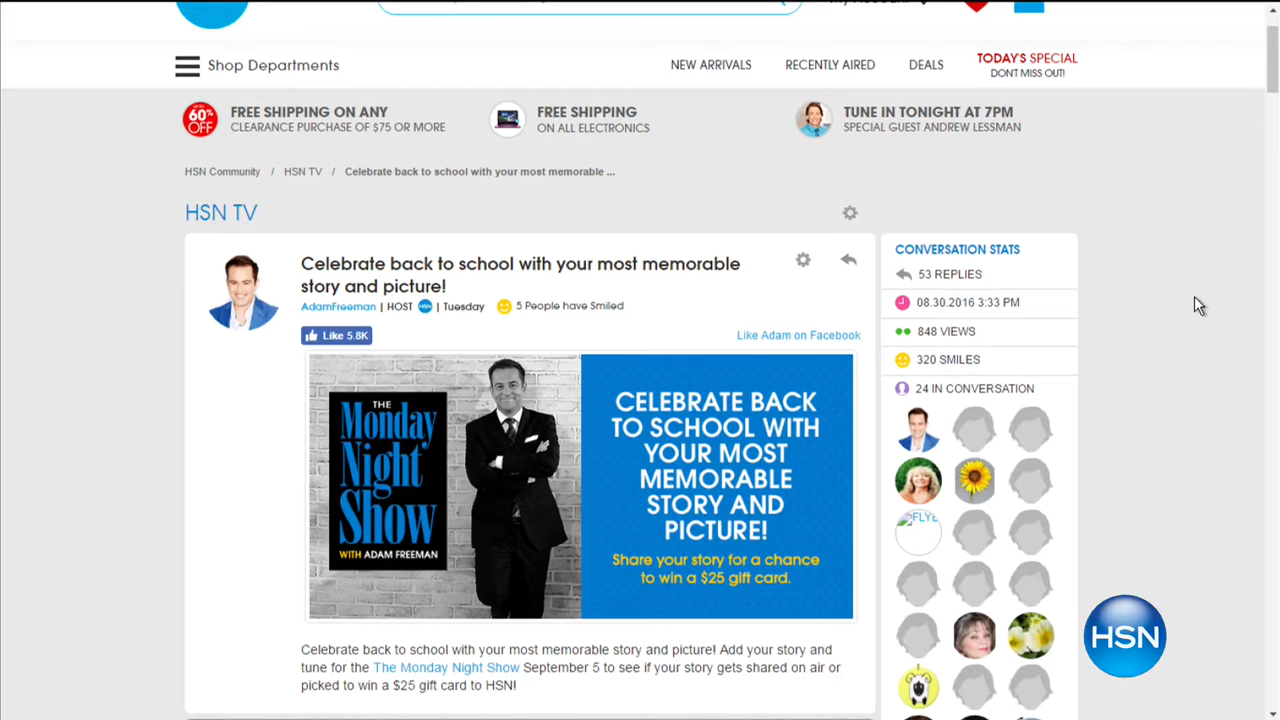 My Account
Shop Departments
NEW ARRIVALS
RECENTLY AIRED
DEALS
TODAY'S SPECIAL
DON'T MISS OUT!
UP TO
60%
OFF
FREE SHIPPING ON ANY
CLEARANCE PURCHASE OF $75 OR MORE
FREE SHIPPING
ON ALL ELECTRONICS
TUNE IN TONIGHT AT 7PM
SPECIAL GUEST ANDREW LESSMAN
HSN Community / HSN TV / Celebrate back to school with your most memorable ...
HSN TV
Celebrate back to school with your most memorable
story and picture!
AdamFreeman | HOST HSN | Tuesday 5 People have Smiled
Like 5.8K
Like Adam on Facebook
THE
Monday
Night
Show
WITH ADAM FREEMAN
CELEBRATE BACK
TO SCHOOL WITH
YOUR MOST
MEMORABLE
STORY AND
PICTURE!
Share your story for a chance
to win a $25 gift card.
Celebrate back to school with your most memorable story and picture! Add your story and
tune for the The Monday Night Show September 5 to see if your story gets shared on air or
picked to win a $25 gift card to HSN!
CONVERSATION STATS
53 REPLIES
08.30.2016 3:33 PM
848 VIEWS
320 SMILES
24 IN CONVERSATION
FLYE
HSN